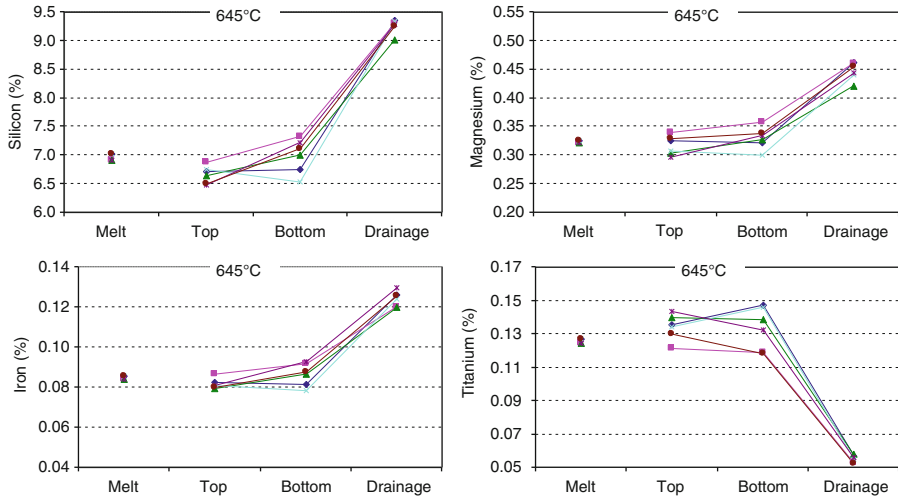 645°C
Silicon (%)
9.5
9.0
8.5
8.0
7.5
7.0
6.5
6.0
Melt Top Bottom Drainage
645°C
Magnesium (%)
0.55
0.50
0.45
0.40
0.35
0.30
0.25
0.20
Melt Top Bottom Drainage
645°C
Iron (%)
0.14
0.12
0.10
0.08
0.06
0.04
Melt Top Bottom Drainage
645°C
Titanium (%)
0.17
0.15
0.13
0.11
0.09
0.07
0.05
Melt Top Bottom Drainage